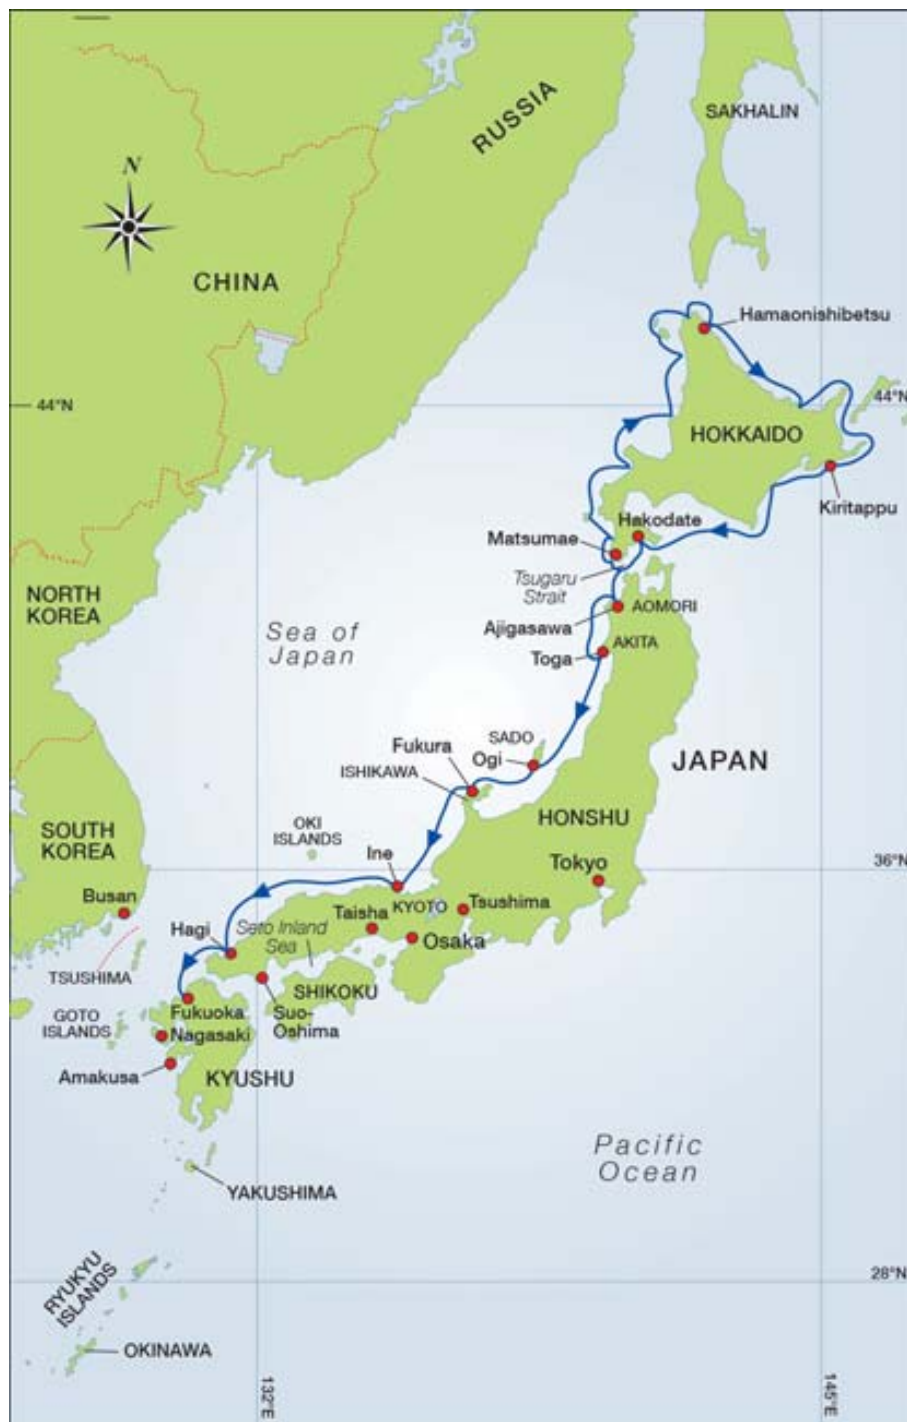 SAKHALIN
RUSSIA
N
CHINA
Hamaonishibetsu
44°N
44°N
HOKKAIDO
Kiritappu
Hakodate
Matsumae
Tsugaru
Strait
NORTH
KOREA
AOMORI
Ajigasawa
Sea of
Japan
AKITA
Toga
SADO
Fukura
Ogi
ISHIKAWA
JAPAN
HONSHU
OKI
ISLANDS
SOUTH
KOREA
Ine
Tokyo
36°N
Busan
KYOTO
Tsushima
Taisha
Hagi
Seto Inland
Sea
Osaka
TSUSHIMA
SHIKOKU
Fukuoka
Suo-
Oshima
GOTO
ISLANDS
Nagasaki
Amakusa
KYUSHU
Pacific
Ocean
YAKUSHIMA
RYUKYU
ISLANDS
28°N
OKINAWA
132°E
145°E